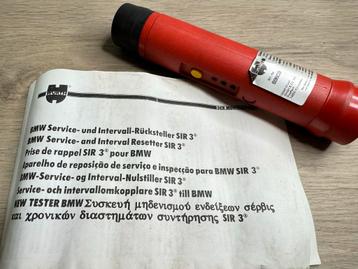 WÜRTH
BMW Service- und Intervall-Rücksteller SIR 3®
BMW Service- and Interval Resetter SIR 3®
Prise de rappel SIR 3® pour BMW
Aparelho de reposição de serviço e inspecção para BMW SIR 3®
BMW-Service- og Interval-Nulstiller SIR 3®
Service- och intervallomkopplare SIR 3® till BMW
NEW TESTER BMW Συσκευή μηδενισμού ενδείξεων σέρβις
και χρονικών διαστημάτων συντήρησης SIR 3®